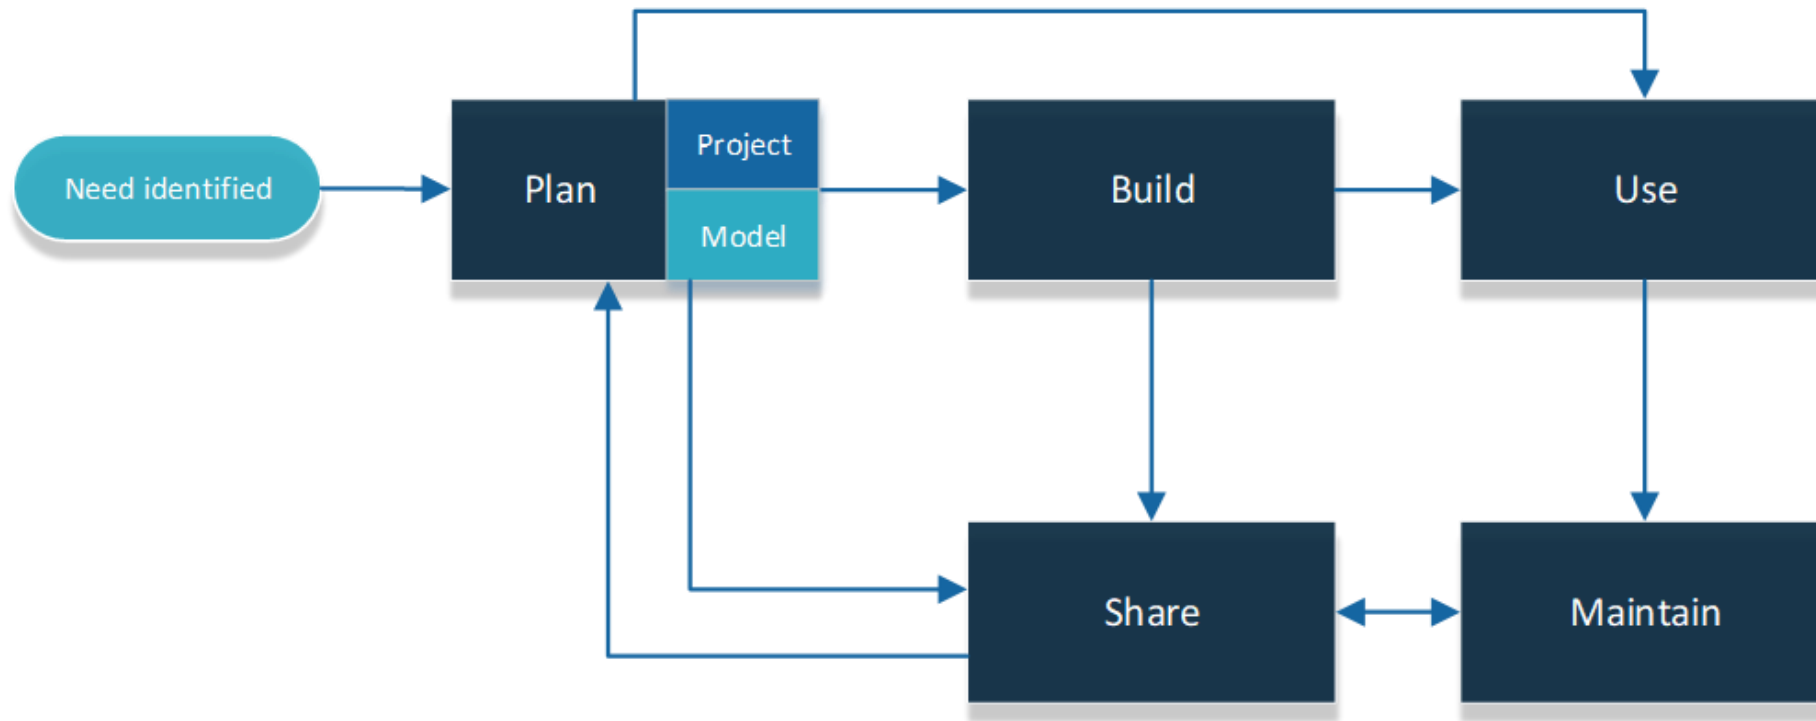 Need identified
Plan
Project
Model
Build
Use
Share
Maintain